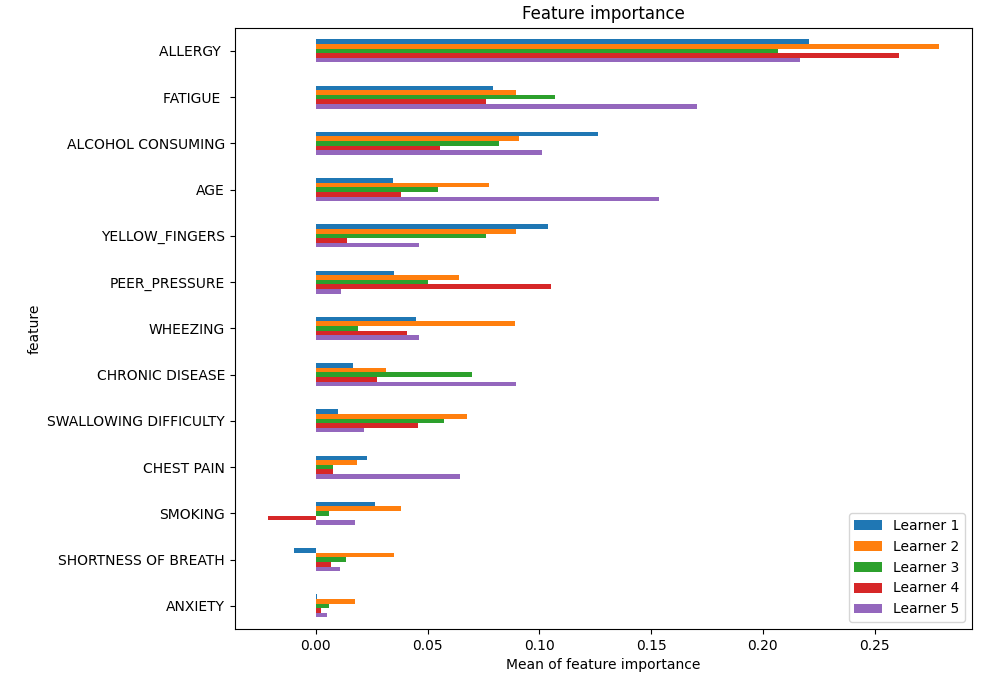 Feature importance
ALLERGY
FATIGUE
ALCOHOL CONSUMING
AGE
YELLOW_FINGERS
PEER_PRESSURE
WHEEZING
CHRONIC DISEASE
SWALLOWING DIFFICULTY
CHEST PAIN
SMOKING
SHORTNESS OF BREATH
ANXIETY
feature
Learner 1
Learner 2
Learner 3
Learner 4
Learner 5
0.00 0.05 0.10 0.15 0.20 0.25
Mean of feature importance